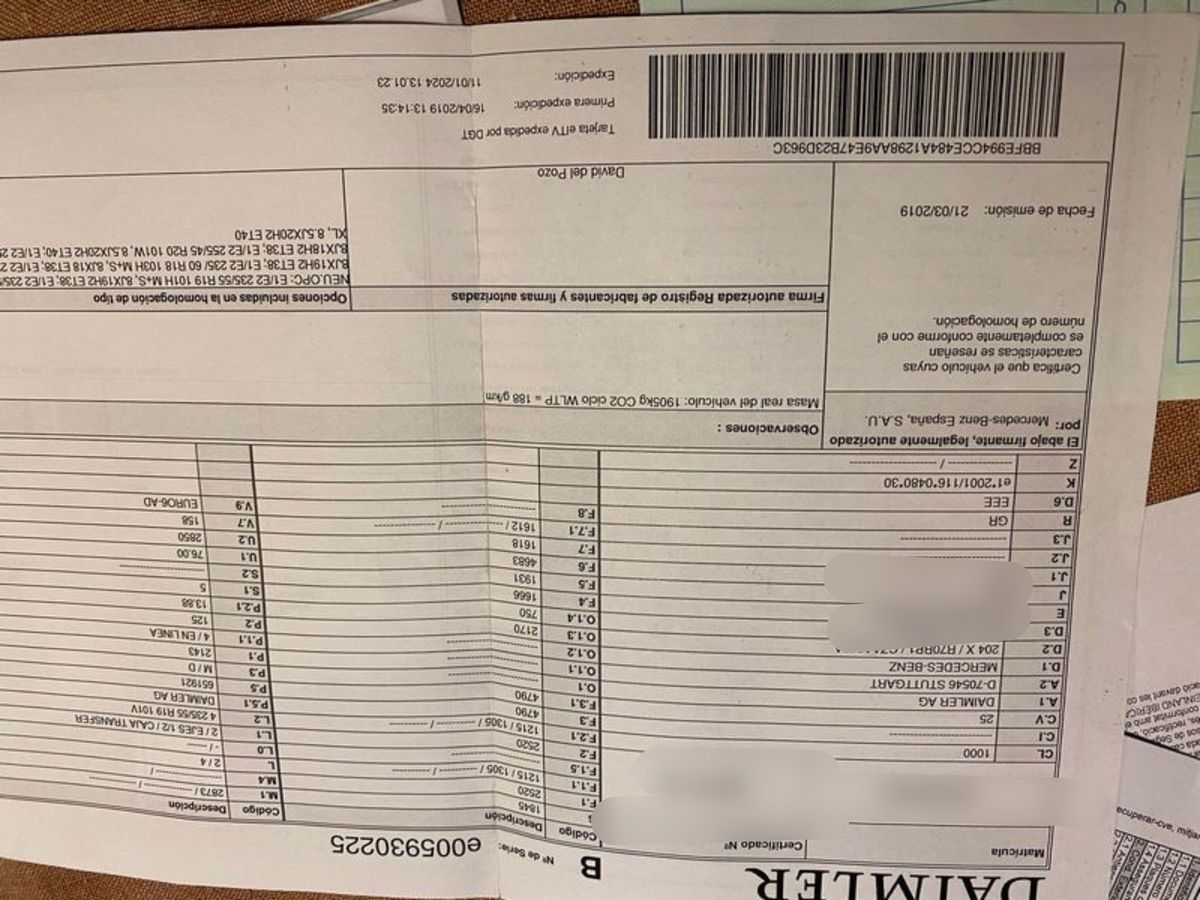 DAIMLER
B
Nº de Serie: e005930225
Matrícula
Certificado Nº
CL 1000
C.I
C.V 25
A.1 DAIMLER AG
A.2 D-70546 STUTTGART
D.1 MERCEDES-BENZ
D.2 204 X /
D.3
E
J
J.1
J.2
J.3
R GR
D.6 EEE
K e1*2001/116*0480*30
Z ------------- / -------------
Código Descripción
1845
F.1 2520
F.1.1 1215 / 1305 / ---------- / ----------
F.1.5
F.2 2520
F.2.1 1215 / 1305 / ---------- / ----------
F.3 4790
F.3.1 4790
O.1
O.1.1
O.1.2
O.1.3 2170
O.1.4 750
F.4 1666
F.5 1931
F.6 4683
F.7 1618
F.7.1 1612 / ------------- / -------------
F.8
Código Descripción
M.1 2873 / ------------- / -------------
M.4 ------------- /
L 2 / 4
L.0 - / ----
L.1 2 / EJES 1/2 / CAJA TRANSFER
L.2 4 235/55 R19 101V
P.5.1 DAIMLER AG
P.5 651921
P.3 M / D
P.1 2143
P.1.1 4 / EN LINEA
P.2 125
P.2.1 13.88
S.1 5
S.2
U.1 76.00
U.2 2850
V.7 158
V.9 EURO6-AD
El abajo firmante, legalmente autorizado
por: Mercedes-Benz España, S.A.U.
Certifica que el vehículo cuyas
características se reseñan
es completamente conforme con el
número de homologación.
Fecha de emisión: 21/03/2019
Observaciones :
Masa real del vehículo: 1905kg CO2 ciclo WLTP = 188 g/km
Firma autorizada Registro de fabricantes y firmas autorizadas
David del Pozo
Opciones incluidas en la homologación de tipo
NEU.OPC: E1/E2 235/55 R19 101H M+S, 8JX19H2 ET38; E1/E2 235/
8JX19H2 ET38; E1/E2 235/ 60 R18 103H M+S, 8JX18 ET38; E1/E2
8JX18H2 ET38; E1/E2 255/45 R20 101W, 8.5JX20H2 ET40; E1/E2
XL, 8.5JX20H2 ET40
BBFE994CCE484A1298AA9E47B23D963C
Tarjeta eITV expedida por DGT
Primera expedición: 16/04/2019 13:14:35
Expedición: 11/01/2024 13.01.23